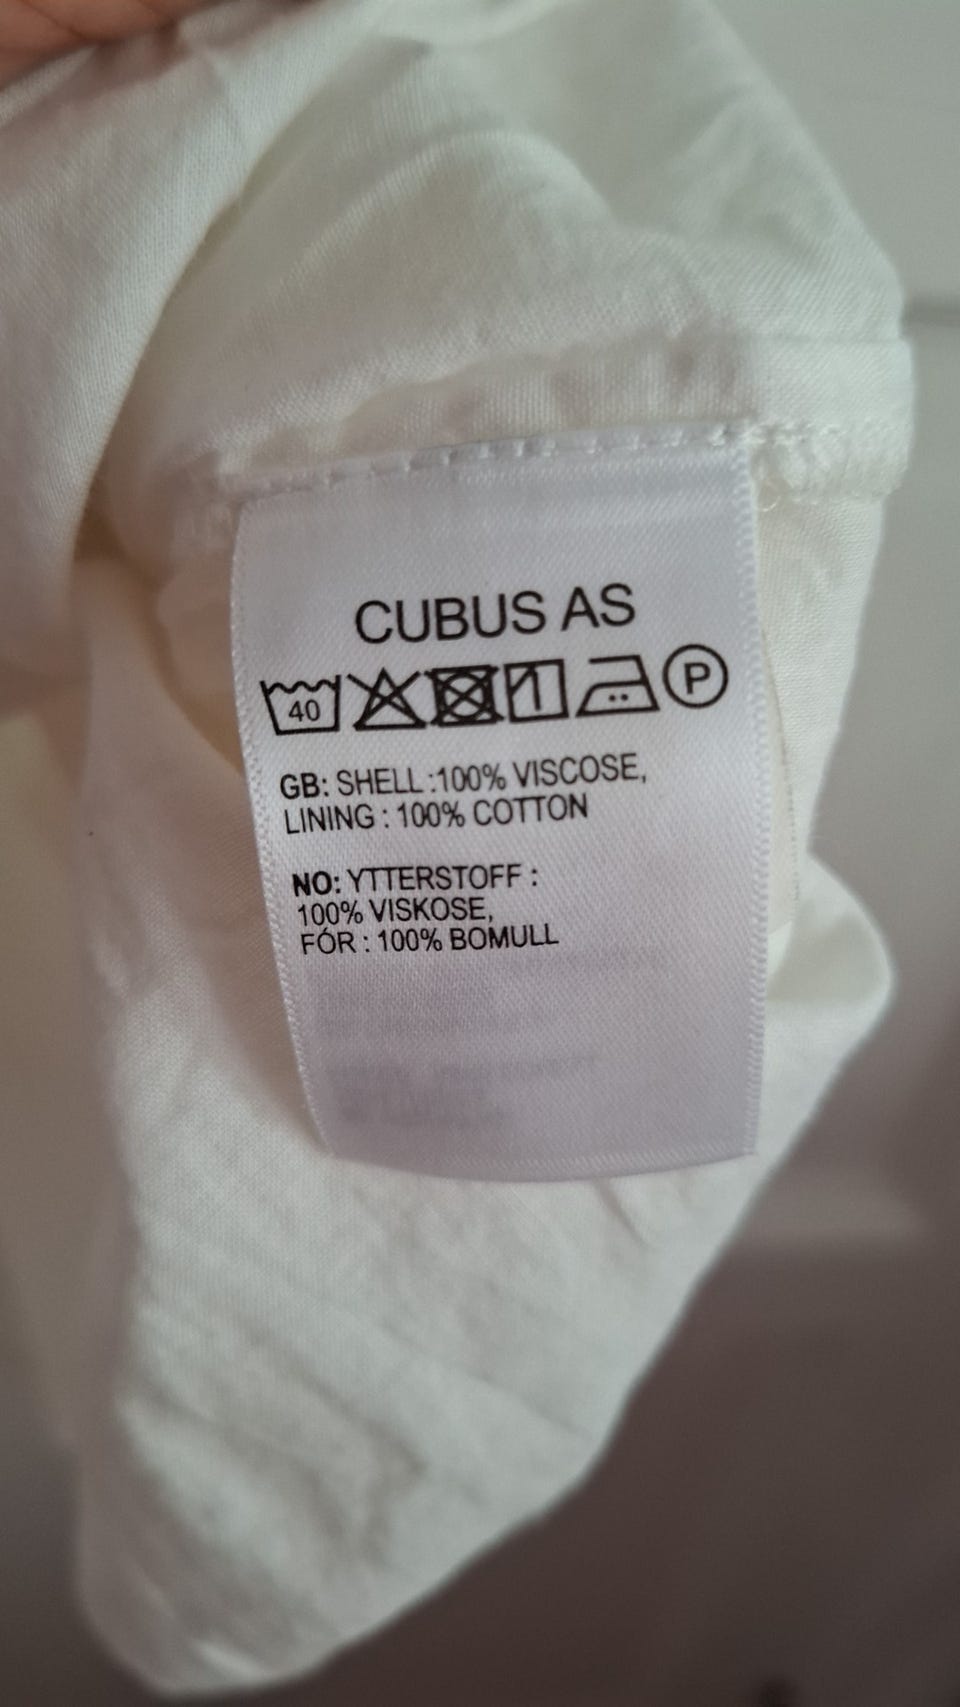 CUBUS AS
40 P
GB: SHELL :100% VISCOSE,
LINING : 100% COTTON
NO: YTTERSTOFF :
100% VISKOSE,
FÓR : 100% BOMULL